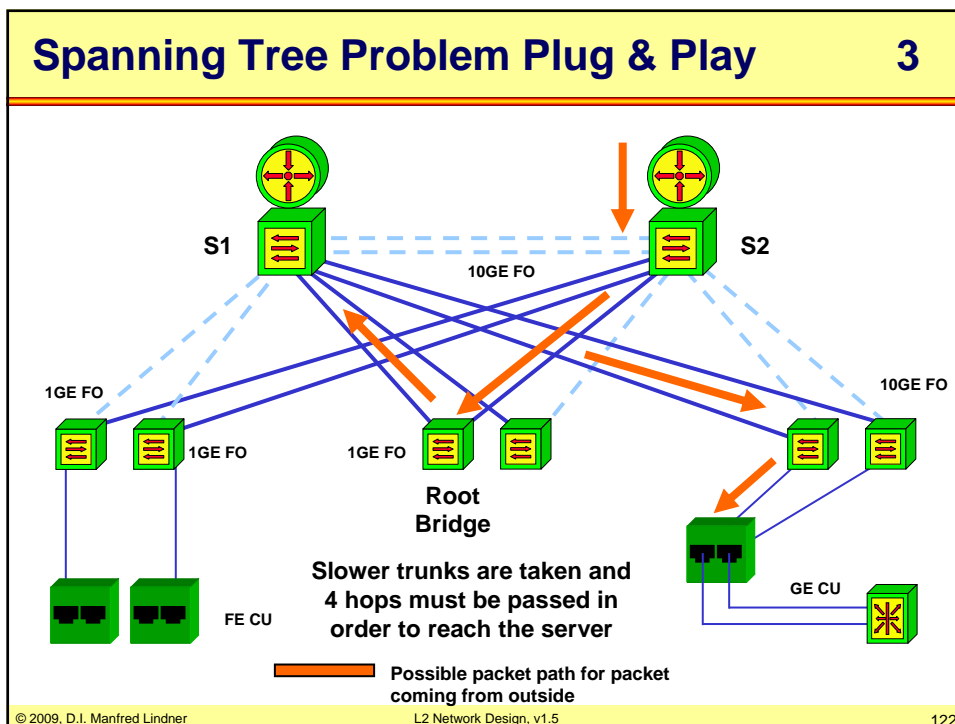 Spanning Tree Problem Plug & Play 3
S1
S2
10GE FO
1GE FO
1GE FO
1GE FO
10GE FO
Root
Bridge
Slower trunks are taken and
4 hops must be passed in
order to reach the server
FE CU
GE CU
Possible packet path for packet
coming from outside
© 2009, D.I. Manfred Lindner
L2 Network Design, v1.5
122